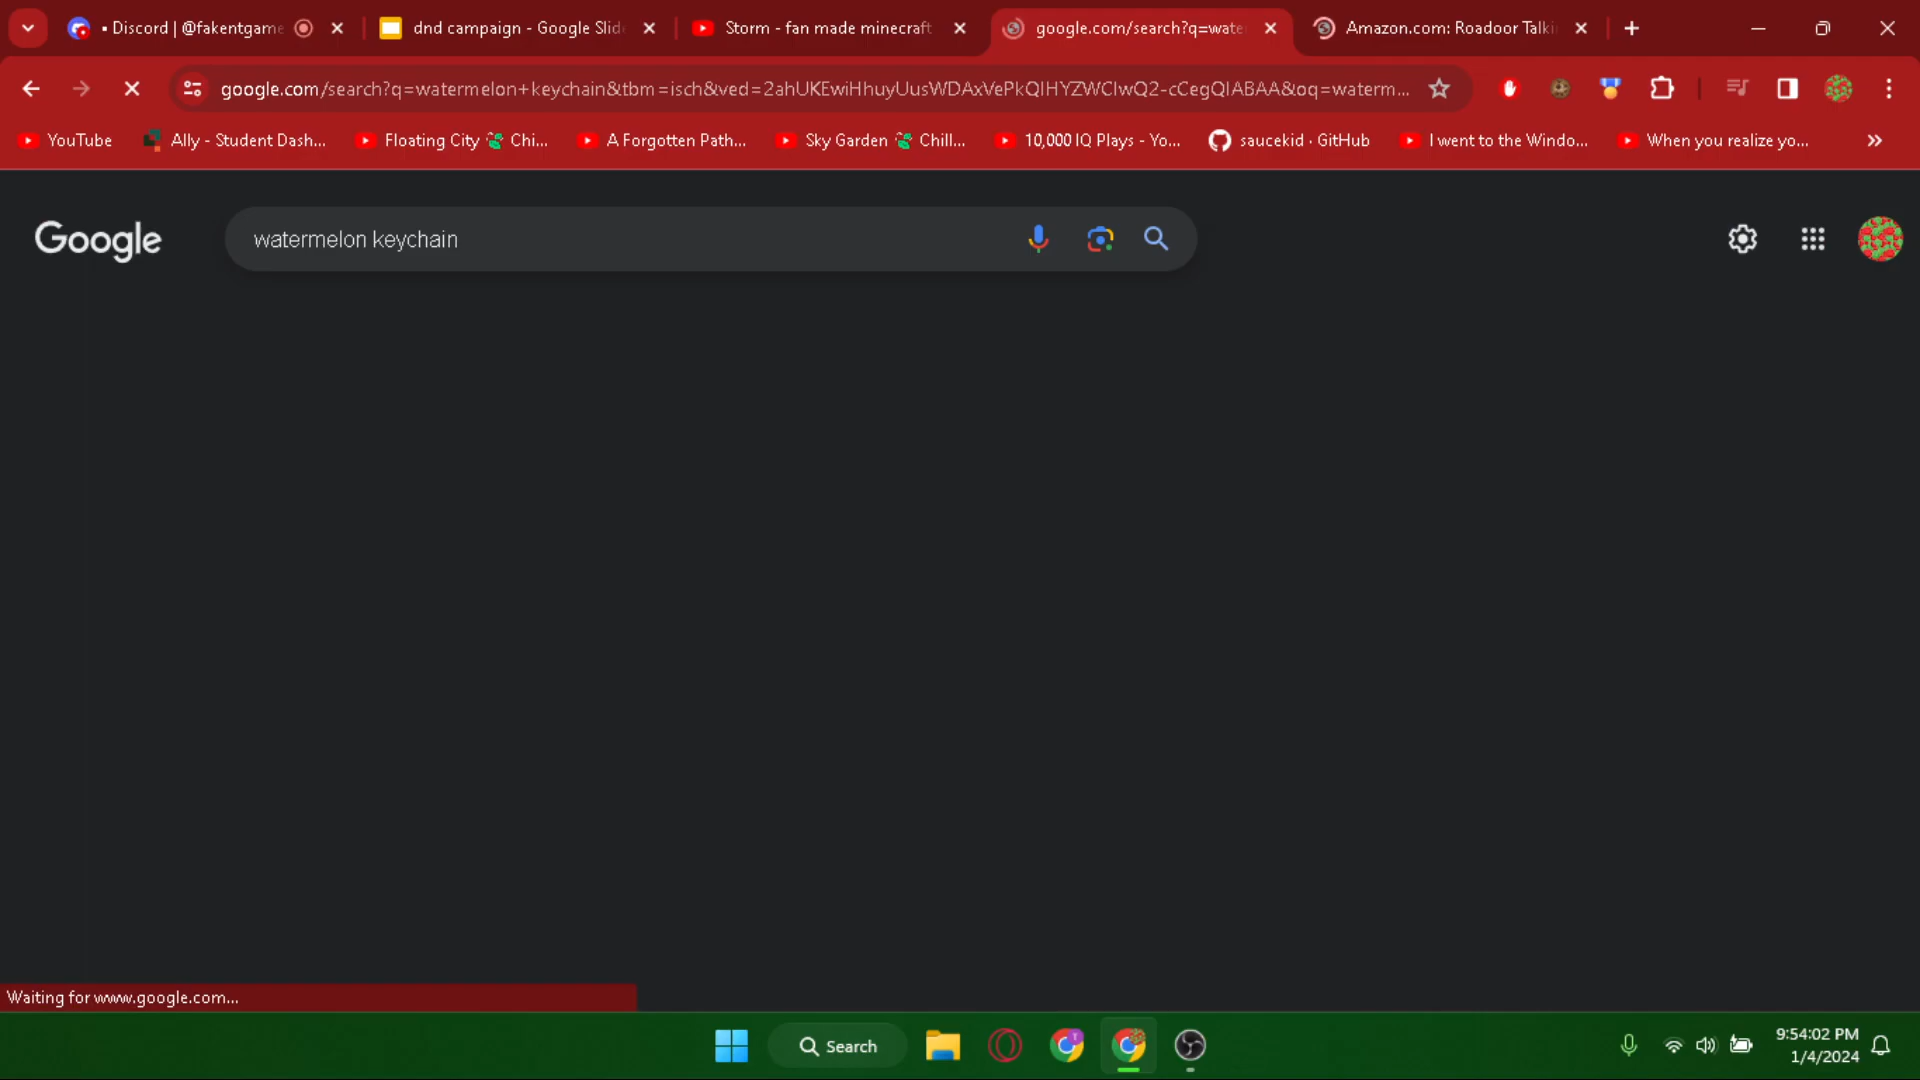 ▪ Discord | @fakentgame
dnd campaign - Google Slid
Storm - fan made minecraft
google.com/search?q=wate
Amazon.com: Roadoor Talki
google.com/search?q=watermelon+keychain&tbm=isch&ved=2ahUKEwiHhuyUusWDAxVePkQIHYZWCIwQ2-cCegQIABAA&oq=waterm...
YouTube
Ally - Student Dash...
Floating City 🐲 Chi...
A Forgotten Path...
Sky Garden 🐲 Chill...
10,000 IQ Plays - Yo...
saucekid · GitHub
I went to the Windo...
When you realize yo...
Google
watermelon keychain
Waiting for www.google.com...
Search
9:54:02 PM
1/4/2024